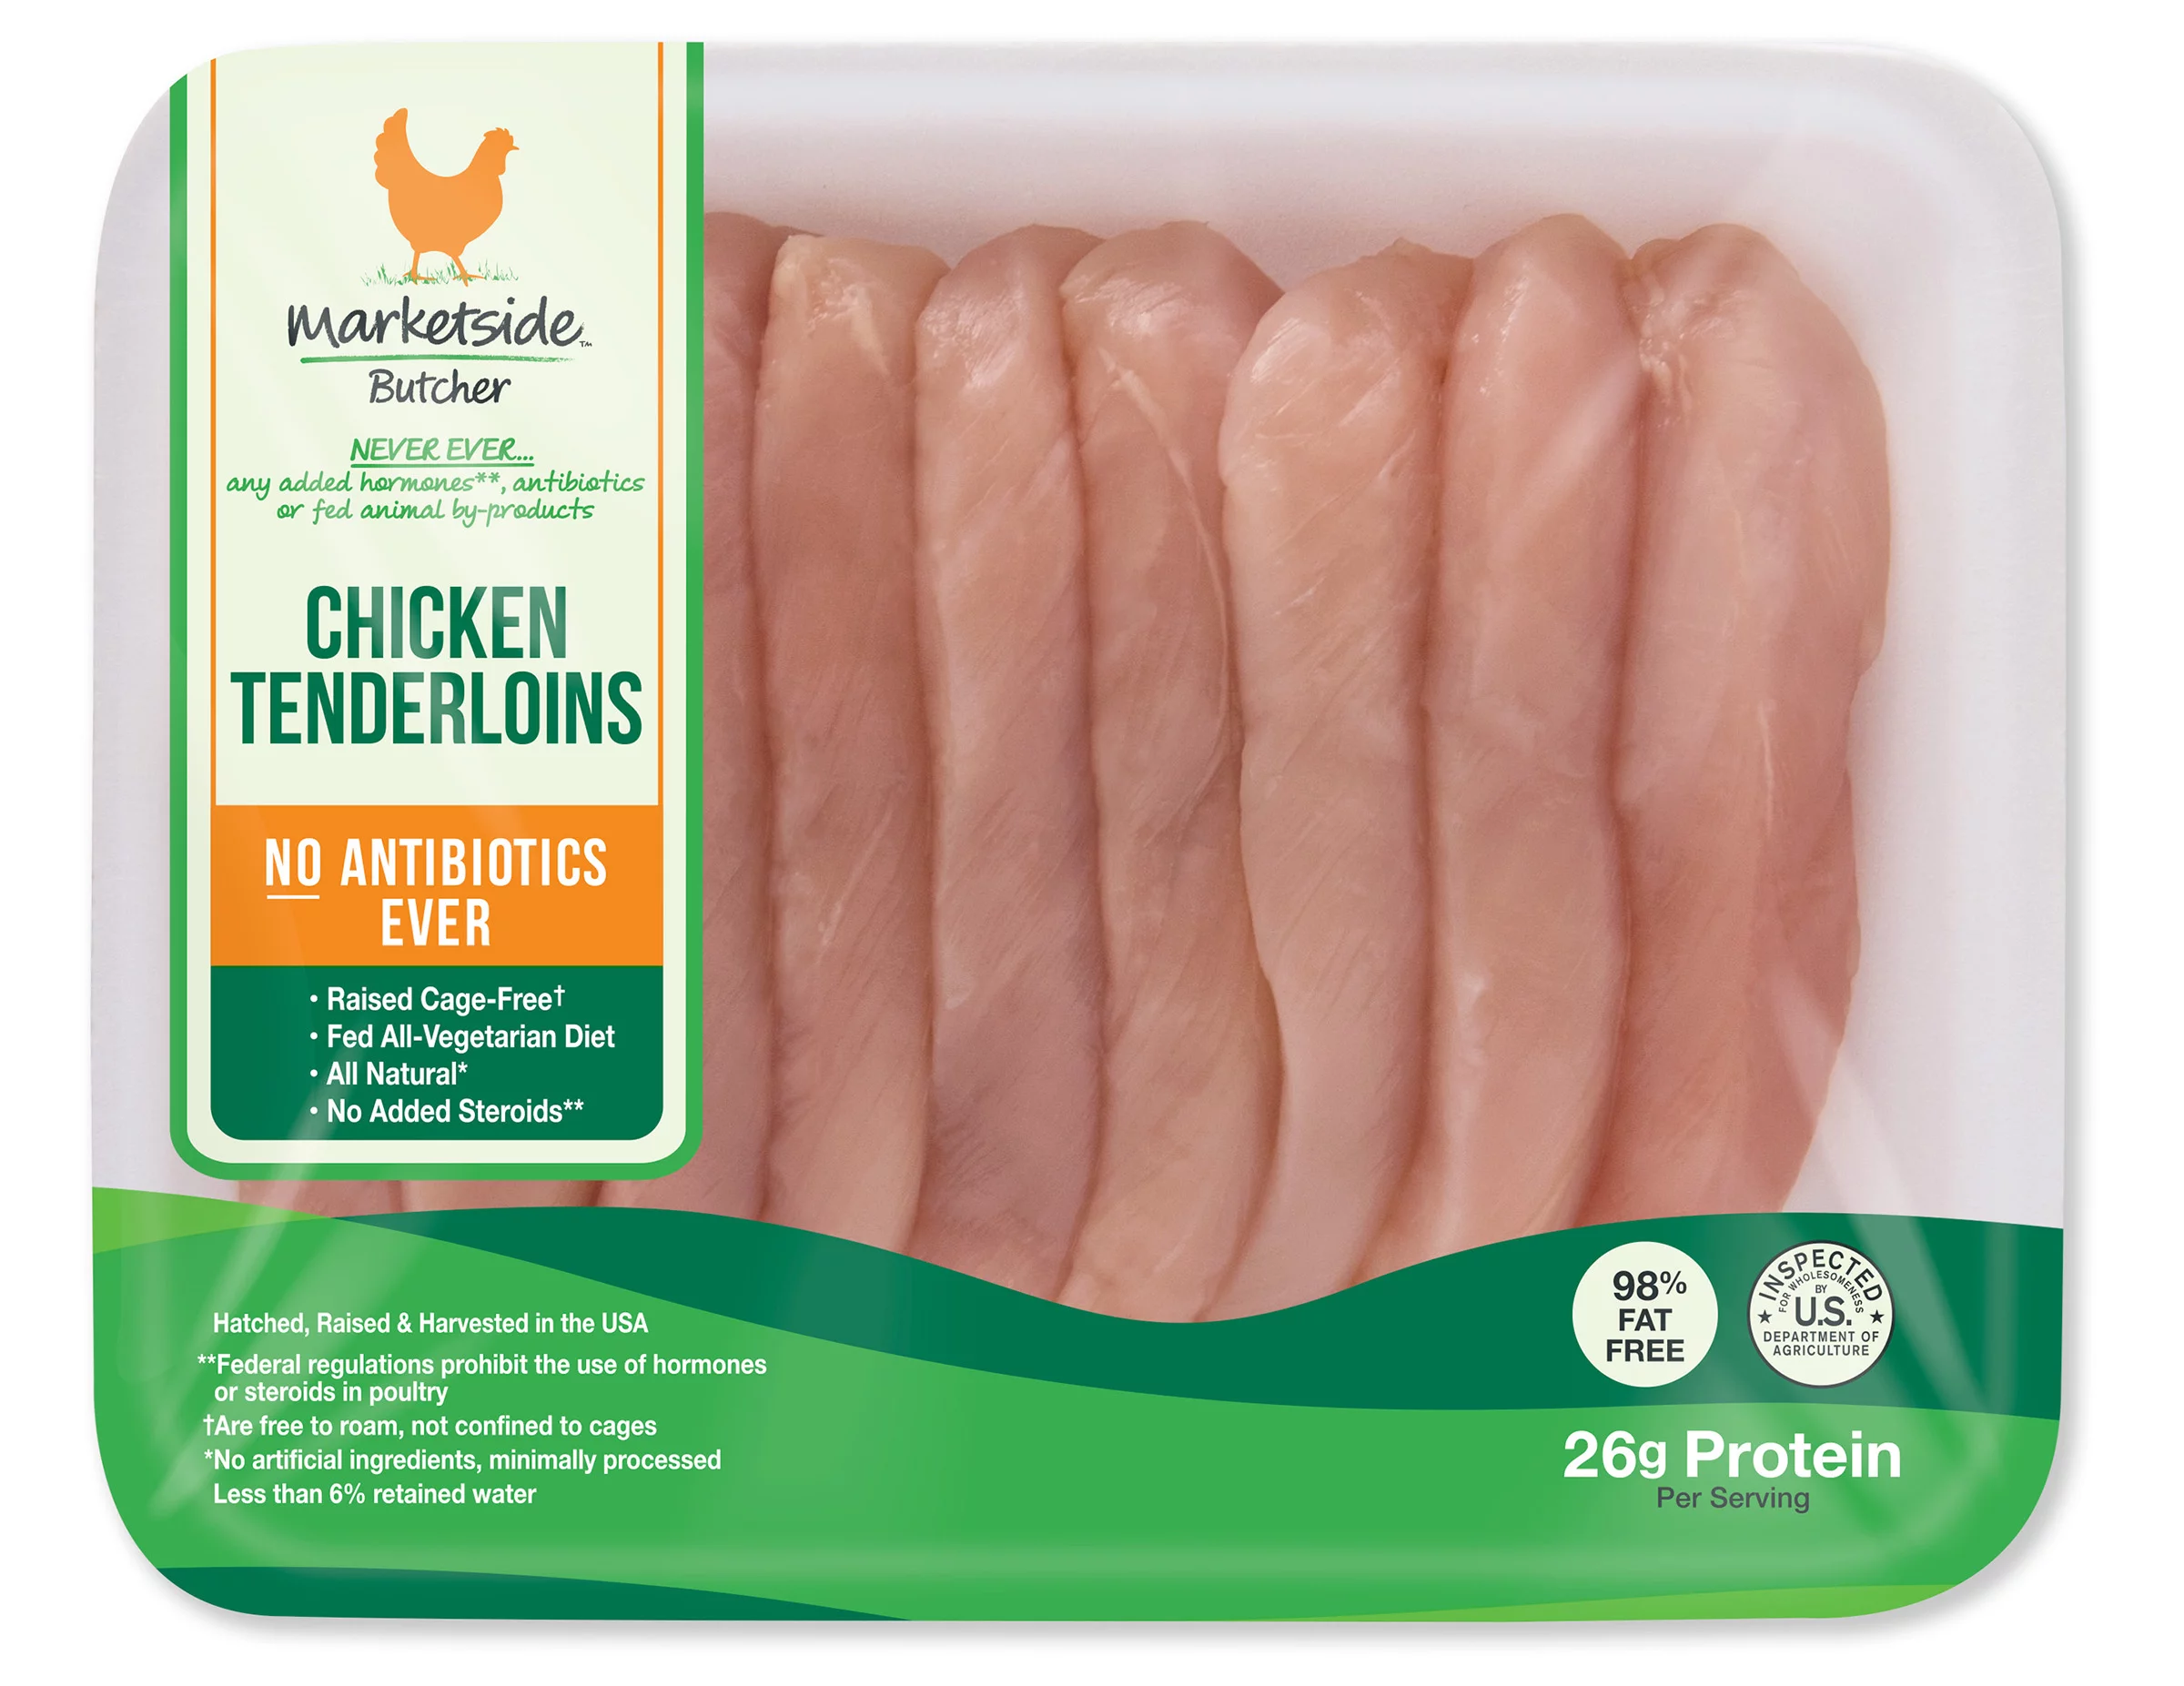 Marketside™
Butcher
NEVER EVER...
any added hormones**, antibiotics
or fed animal by-products
CHICKEN
TENDERLOINS
NO ANTIBIOTICS
EVER
• Raised Cage-Free†
• Fed All-Vegetarian Diet
• All Natural*
• No Added Steroids**
Hatched, Raised & Harvested in the USA
**Federal regulations prohibit the use of hormones
or steroids in poultry
†Are free to roam, not confined to cages
*No artificial ingredients, minimally processed
Less than 6% retained water
98%
FAT
FREE
INSPECTED
FOR WHOLESOMENESS
BY
U.S.
DEPARTMENT OF
AGRICULTURE
26g Protein
Per Serving